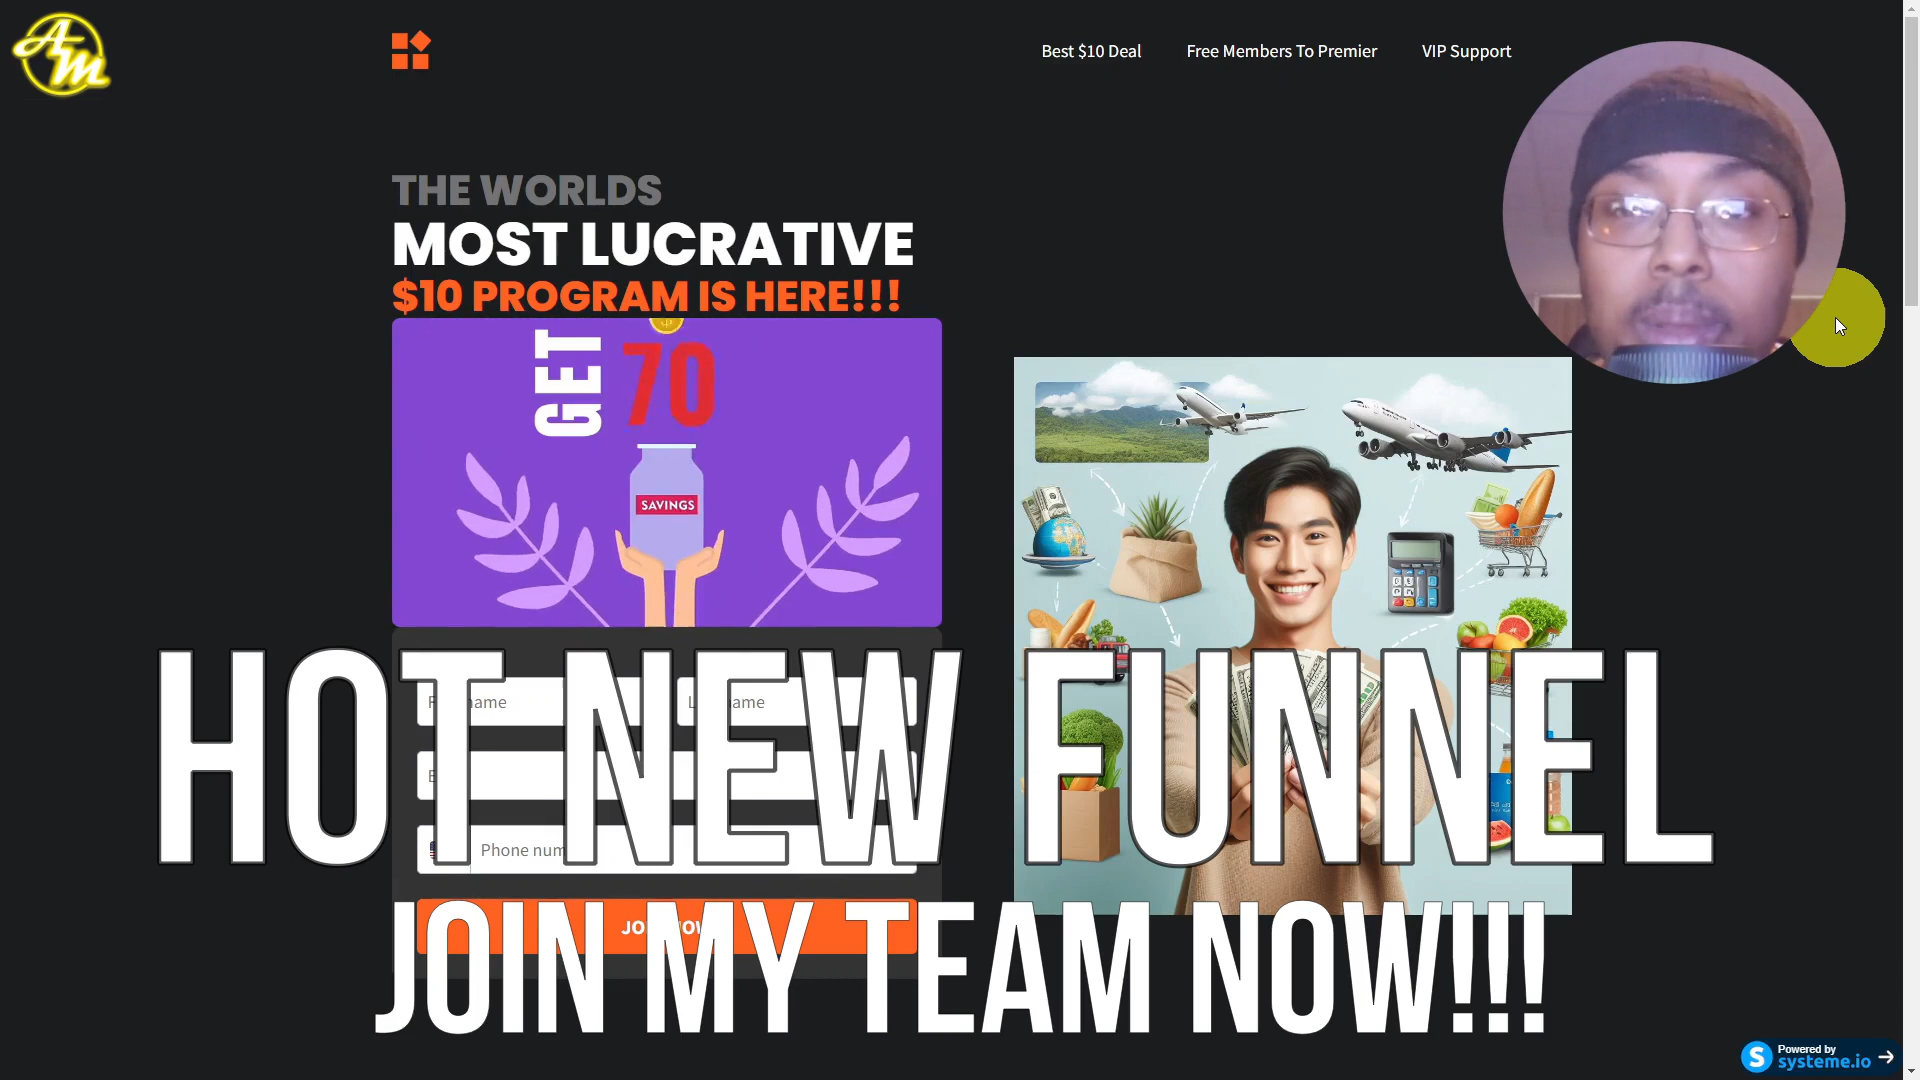 AM
Best $10 Deal
Free Members To Premier
VIP Support
THE WORLDS
MOST LUCRATIVE
$10 PROGRAM IS HERE!!!
GET
70
SAVINGS
HOT NEW FUNNEL
Phone num
JOIN MY TEAM NOW!!!
S
Powered by
systeme.io